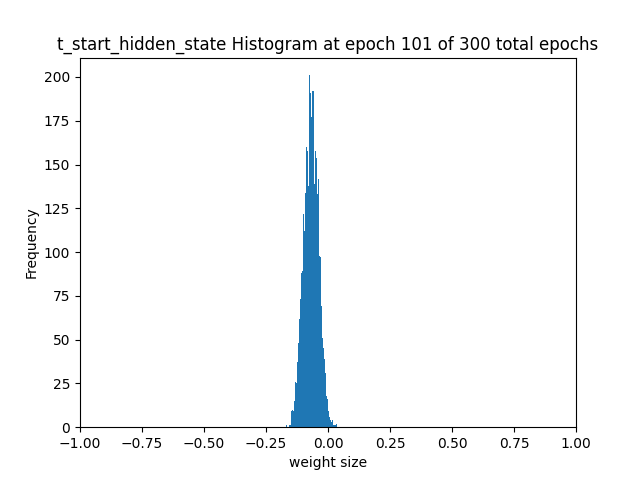 t_start_hidden_state Histogram at epoch 101 of 300 total epochs
200
175
150
125
100
75
50
25
0
Frequency
−1.00 −0.75 −0.50 −0.25 0.00 0.25 0.50 0.75 1.00
weight size